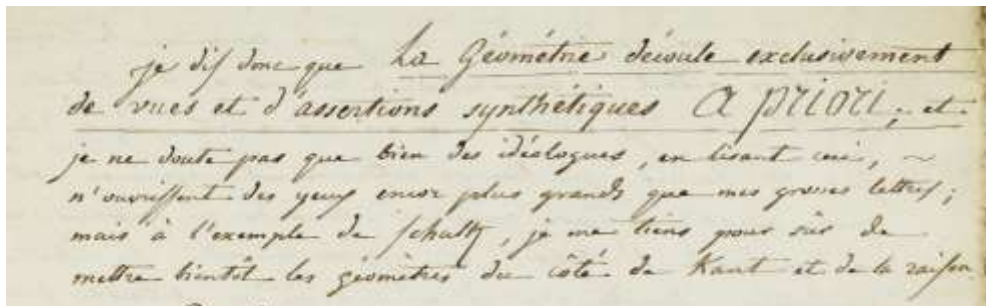 je dis donc que La Géométrie découle exclusivement
de vues et d'assertions synthétiques a priori; et
je ne doute pas que bien des idéologues, en lisant ceci, ~
n'ouvrissent des yeux encor plus grands que mes grosses lettres;
mais à l'exemple de Schultz, je me tiens pour sûr de
mettre bientôt les géomètres du côté de Kant et de la raison